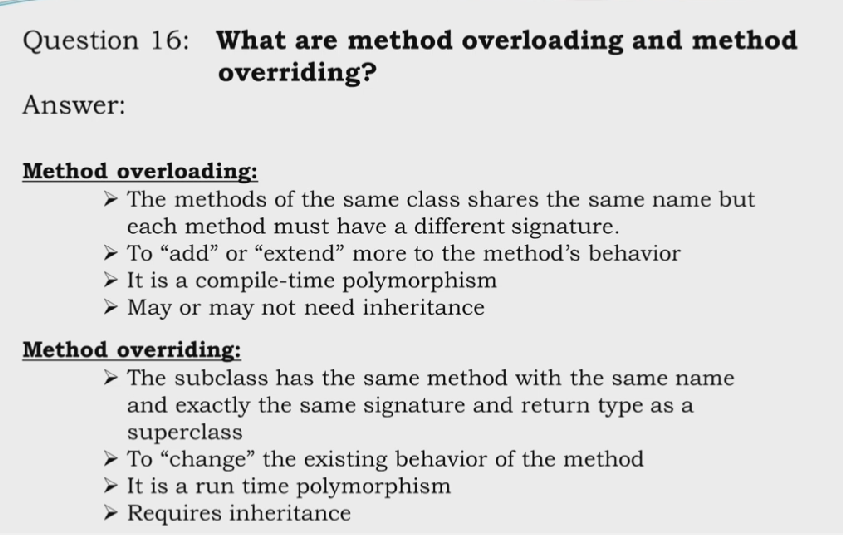 Question 16: What are method overloading and method
overriding?
Answer:
Method overloading:
➢ The methods of the same class shares the same name but
each method must have a different signature.
➢ To “add” or “extend” more to the method’s behavior
➢ It is a compile-time polymorphism
➢ May or may not need inheritance
Method overriding:
➢ The subclass has the same method with the same name
and exactly the same signature and return type as a
superclass
➢ To “change” the existing behavior of the method
➢ It is a run time polymorphism
➢ Requires inheritance